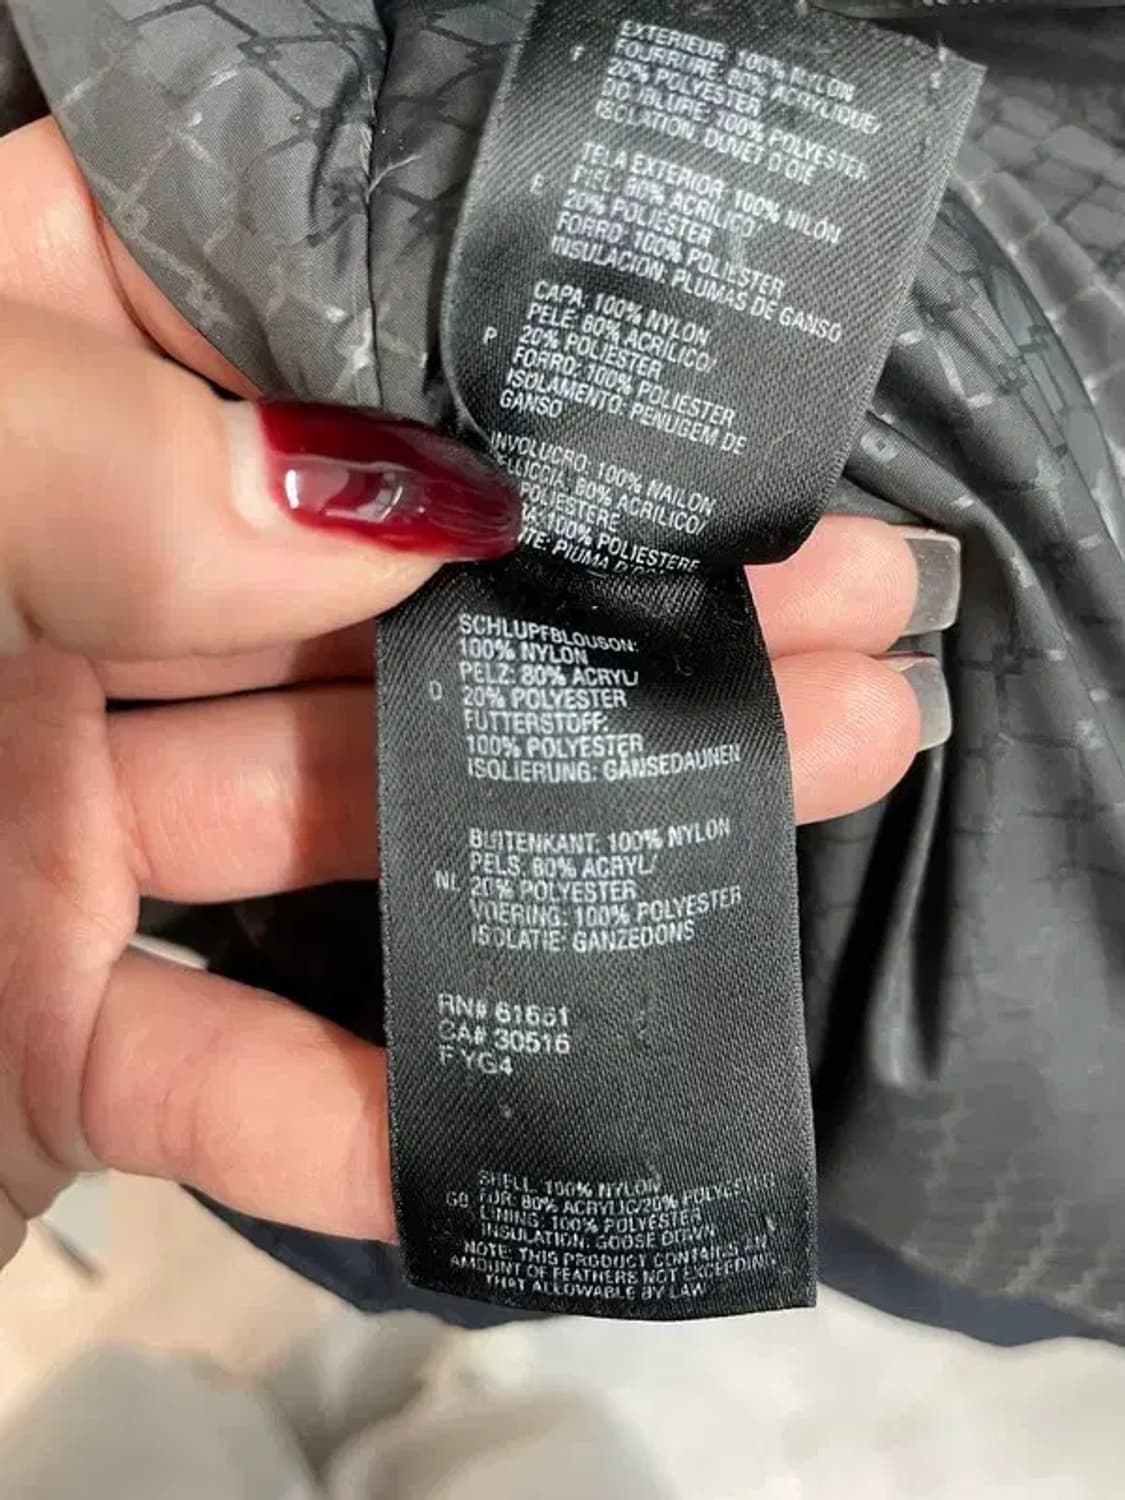 F
EXTERIEUR: 100% NYLON
FOURRURE: 80% ACRYLIQUE/
20% POLYESTER
DOUBLURE: 100% POLYESTER
ISOLATION: DUVET D'OIE
E
TELA EXTERIOR: 100% NILON
PIEL: 80% ACRILICO
20% POLIESTER
FORRO: 100% POLIESTER
INSULACION: PLUMAS DE GANSO
P
CAPA: 100% NYLON
PELE: 80% ACRILICO/
20% POLIESTER
FORRO: 100% POLIESTER
ISOLAMENTO: PENUGEM DE
GANSO
INVOLUCRO: 100% NAILON
80% ACRILICO/
POLIESTERE
100% POLIESTERE
PIUMA
D
SCHLUPFBLOUSON:
100% NYLON
PELZ: 80% ACRYL/
20% POLYESTER
FUTTERSTOFF:
100% POLYESTER
ISOLIERUNG: GÄNSEDAUNEN
NL
BUITENKANT: 100% NYLON
PELS: 80% ACRYL/
20% POLYESTER
VOERING: 100% POLYESTER
ISOLATIE: GANZEDONS
RN# 61651
CA# 30516
FYG4
SHELL: 100% NYLON
FUR: 80% ACRYLIC/20% POLYESTER
LINING: 100% POLYESTER
INSULATION: GOOSE DOWN
NOTE: THIS PRODUCT CONTAINS AN
AMOUNT OF FEATHERS NOT EXCEEDING
THAT ALLOWABLE BY LAW